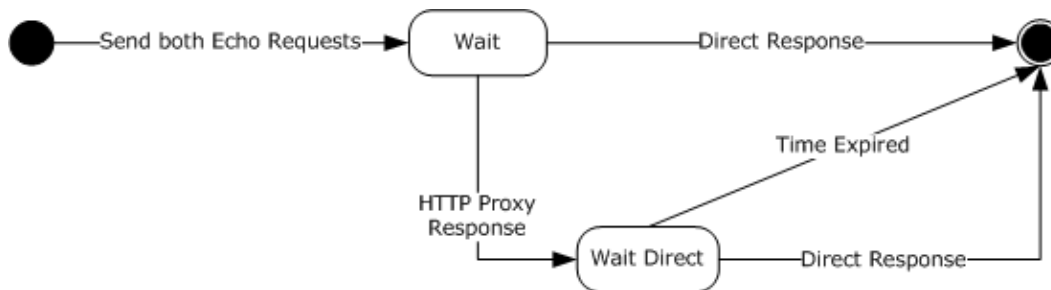 Send both Echo Requests
Wait
Direct Response
Time Expired
HTTP Proxy
Response
Wait Direct
Direct Response